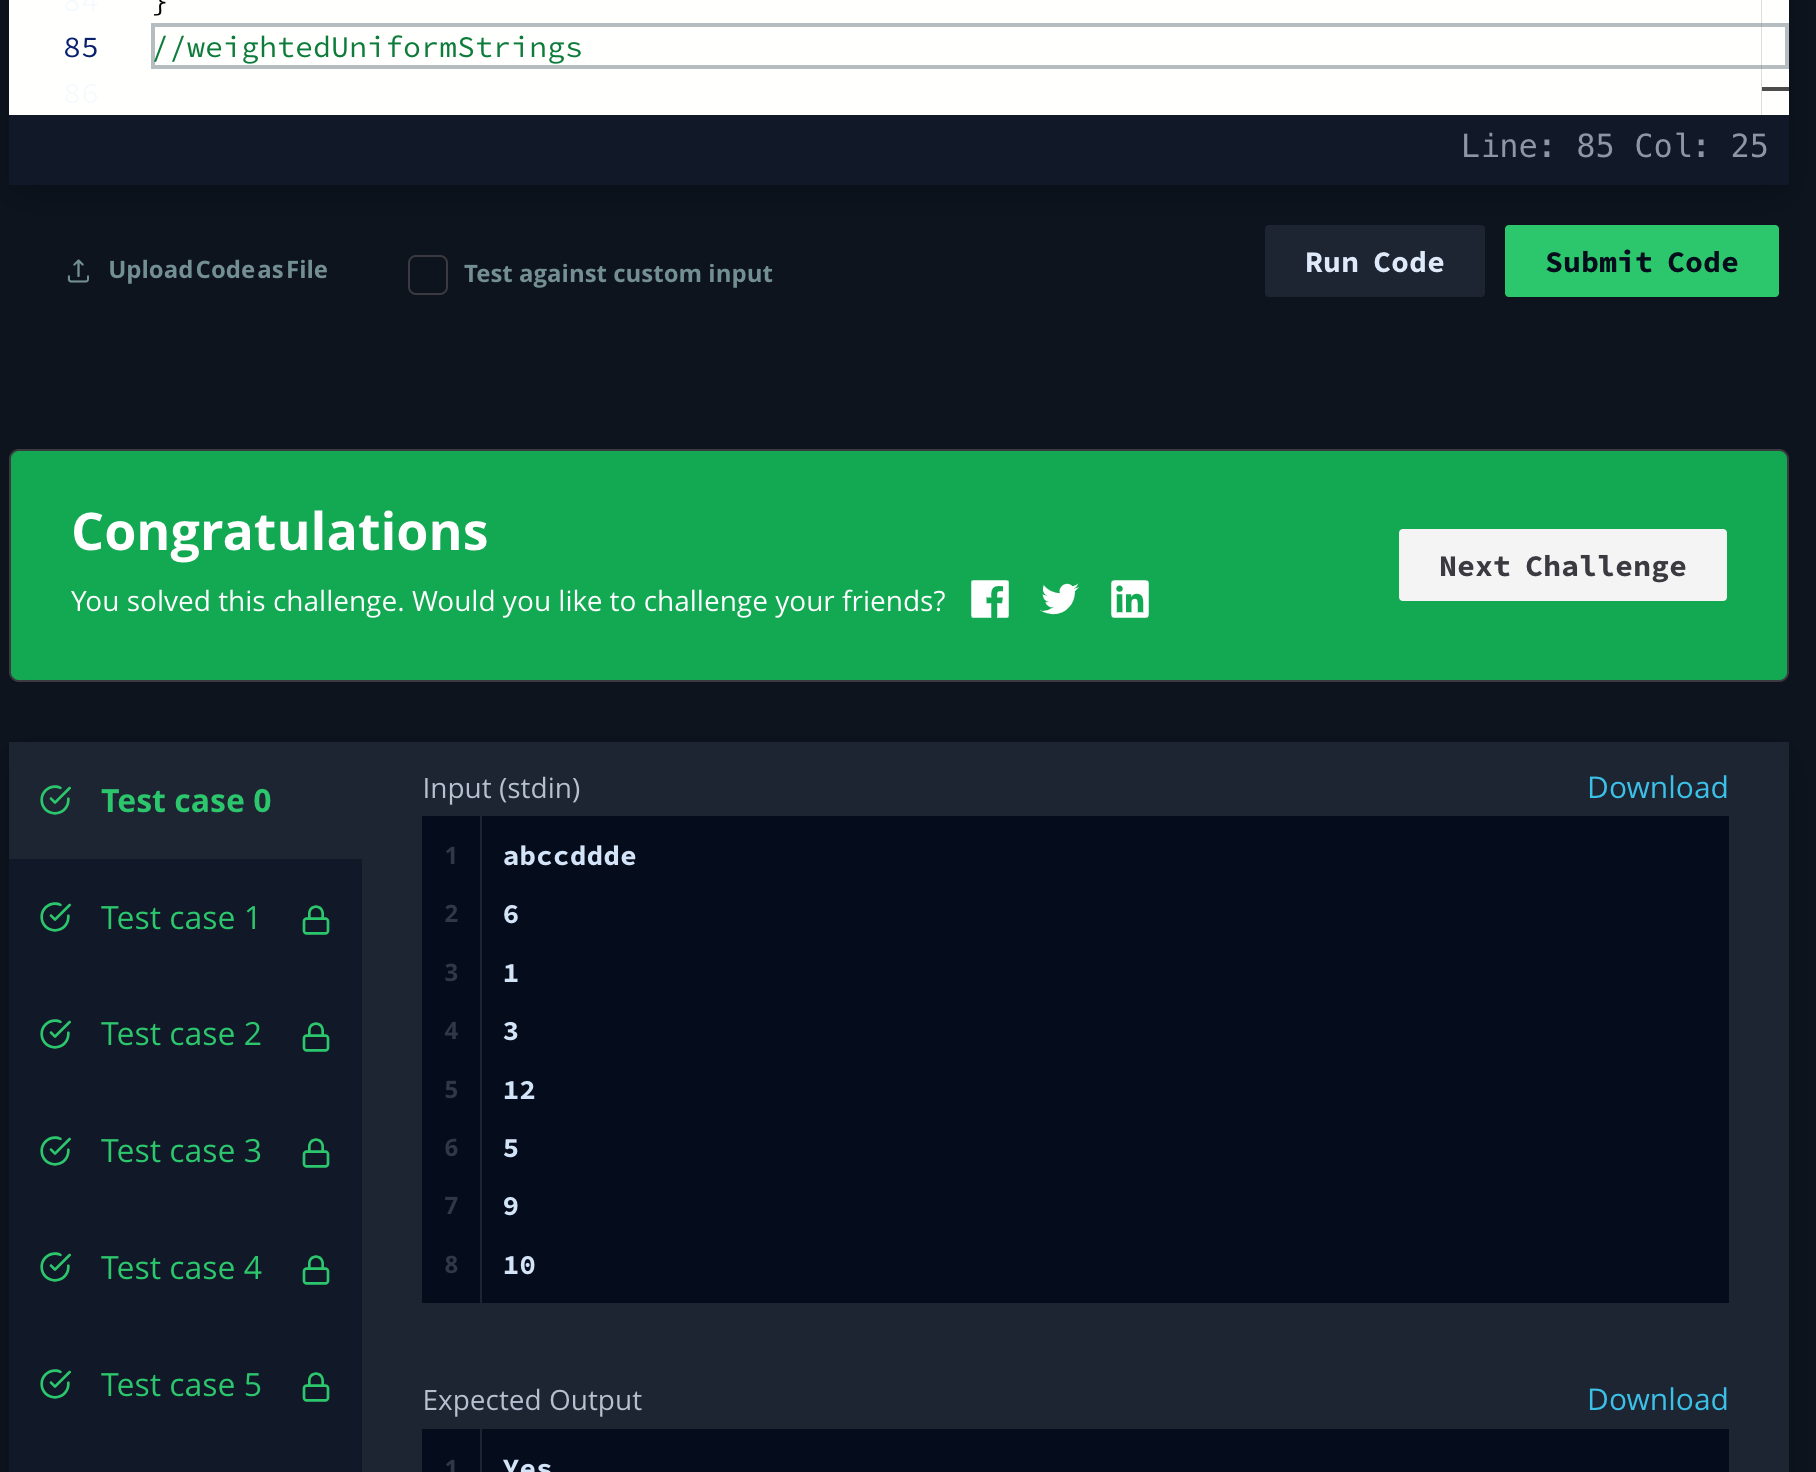 84 }
85 //weightedUniformStrings
86
Line: 85 Col: 25
Upload Code as File
Test against custom input
Run Code
Submit Code
Congratulations
You solved this challenge. Would you like to challenge your friends?
Next Challenge
Test case 0
Test case 1
Test case 2
Test case 3
Test case 4
Test case 5
Input (stdin)
Download
1 abccddde
2 6
3 1
4 3
5 12
6 5
7 9
8 10
Expected Output
Download
1 Yes